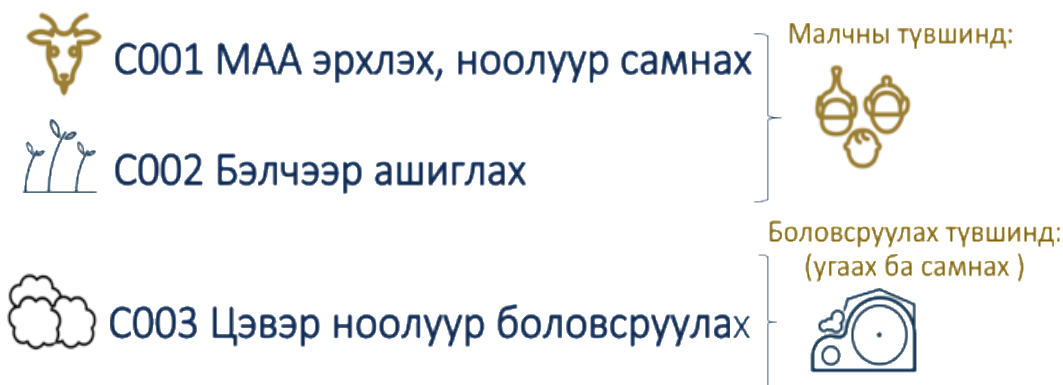 C001 МАА эрхлэх, ноолуур самнах
Малчны түвшинд:
C002 Бэлчээр ашиглах
Боловсруулах түвшинд:
(угаах ба самнах )
C003 Цэвэр ноолуур боловсруулах